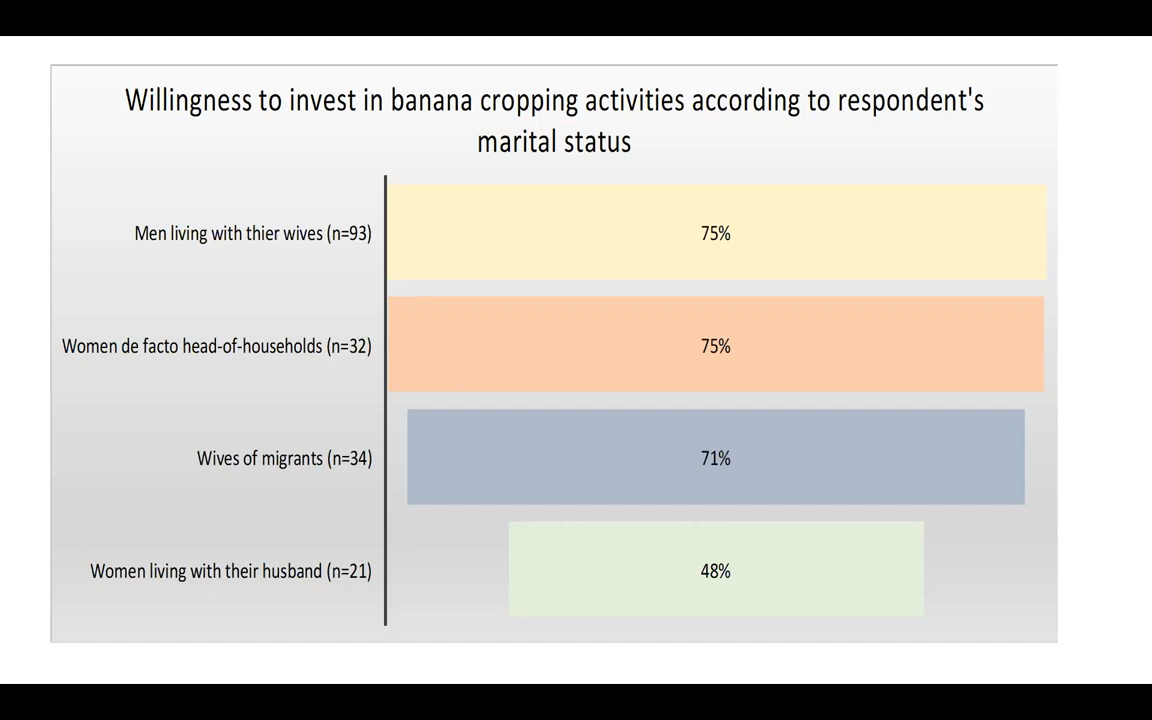 Willingness to invest in banana cropping activities according to respondent's
marital status
Men living with thier wives (n=93)
75%
Women de facto head-of-households (n=32)
75%
Wives of migrants (n=34)
71%
Women living with their husband (n=21)
48%